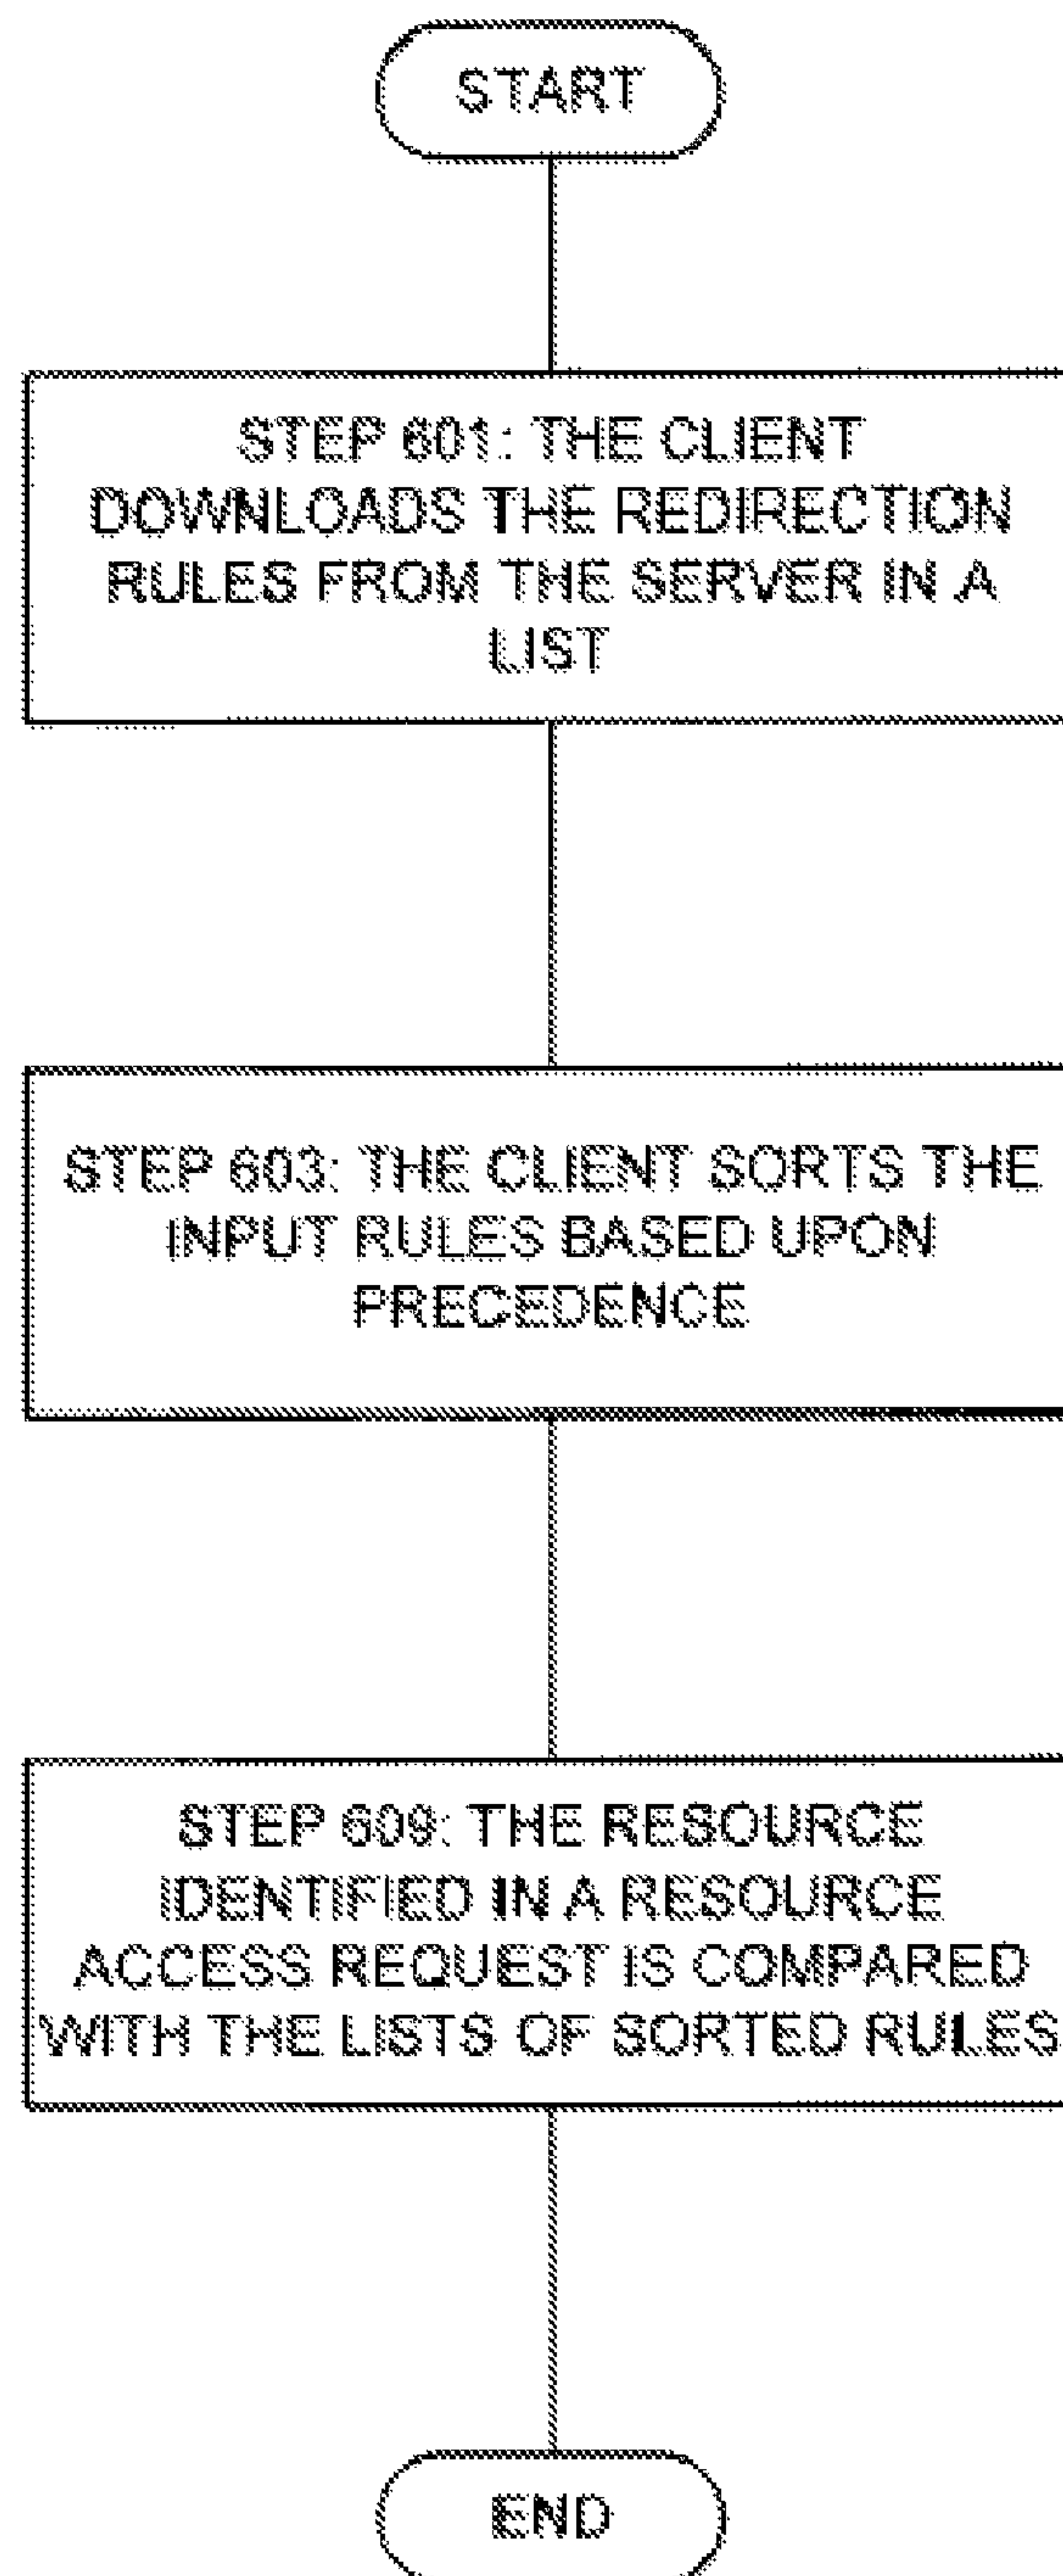 START
STEP 601: THE CLIENT
DOWNLOADS THE REDIRECTION
RULES FROM THE SERVER IN A
LIST
STEP 603: THE CLIENT SORTS THE
INPUT RULES BASED UPON
PRECEDENCE
STEP 609: THE RESOURCE
IDENTIFIED IN A RESOURCE
ACCESS REQUEST IS COMPARED
WITH THE LISTS OF SORTED RULES
END